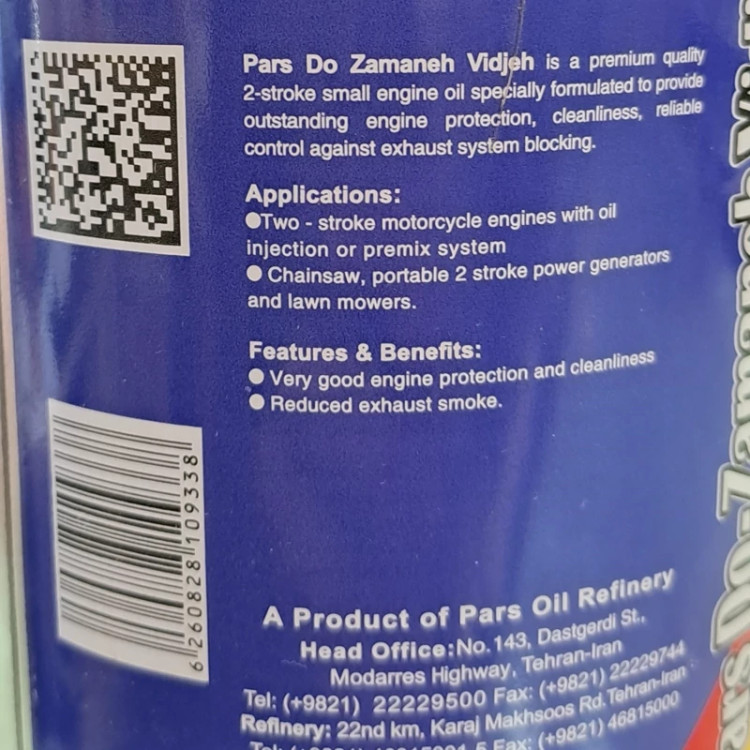 Pars Do Zamaneh Vidjeh is a premium quality
2-stroke small engine oil specially formulated to provide
outstanding engine protection, cleanliness, reliable
control against exhaust system blocking.
Applications:
●Two - stroke motorcycle engines with oil
injection or premix system
● Chainsaw, portable 2 stroke power generators
and lawn mowers.
Features & Benefits:
● Very good engine protection and cleanliness
● Reduced exhaust smoke.
6260828109338
A Product of Pars Oil Refinery
Head Office:No.143, Dastgerdi St.,
Modarres Highway, Tehran-Iran
Tel: (+9821) 22229500 Fax: (+9821) 22229744
Refinery: 22nd km, Karaj Makhsoos Rd.Tehran-Iran
Fax: (+9821) 46815000